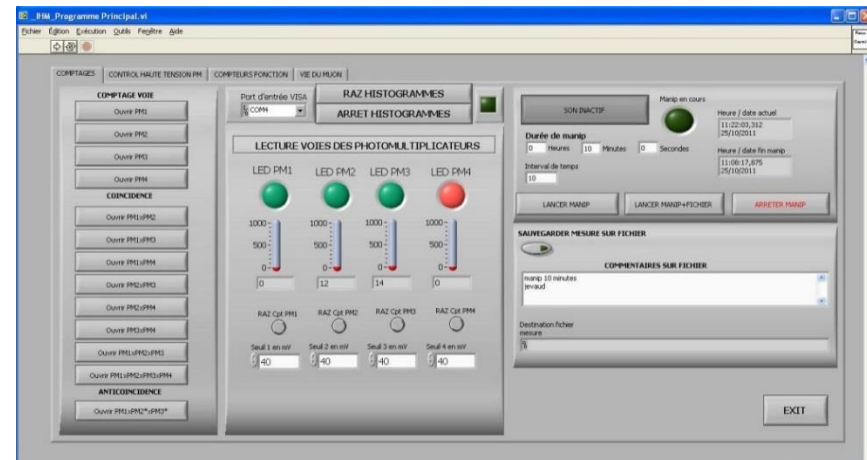 _IHM_Programme Principal.vi
Fichier Édition Exécution Outils Fenêtre Aide
COMPTAGES CONTROL HAUTE TENSION PM COMPTEURS FONCTION VIE DU MUON
COMPTAGE VOIE
Ouvrir PM1
Ouvrir PM2
Ouvrir PM3
Ouvrir PM4
COINCIDENCE
Ouvrir PM1xPM2
Ouvrir PM1xPM3
Ouvrir PM1xPM4
Ouvrir PM2xPM3
Ouvrir PM2xPM4
Ouvrir PM3xPM4
Ouvrir PM1xPM2xPM3
Ouvrir PM1xPM2xPM3xPM4
ANTICOINCIDENCE
Ouvrir PM1xPM2*xPM3*
Port d'entrée VISA
COM4
RAZ HISTOGRAMMES
ARRET HISTOGRAMMES
LECTURE VOIES DES PHOTOMULTIPLICATEURS
LED PM1 LED PM2 LED PM3 LED PM4
1000 1000 1000 1000
500 500 500 500
0 0 0 0
0 12 14 0
RAZ Cpt PM1 RAZ Cpt PM2 RAZ Cpt PM3 RAZ Cpt PM4
Seuil 1 en mV Seuil 2 en mV Seuil 3 en mV Seuil 4 en mV
40 40 40 40
SON INACTIF
Manip en cours
Heure / date actuel
11:22:03,312
25/10/2011
Durée de manip
0 Heures 10 Minutes 0 Secondes
Heure / date fin manip
11:08:17,875
25/10/2011
Interval de temps
10
LANCER MANIP LANCER MANIP+FICHIER ARRETER MANIP
SAUVEGARDER MESURE SUR FICHIER
COMMENTAIRES SUR FICHIER
manip 10 minutes
jevaud
Destination fichier
mesure
EXIT